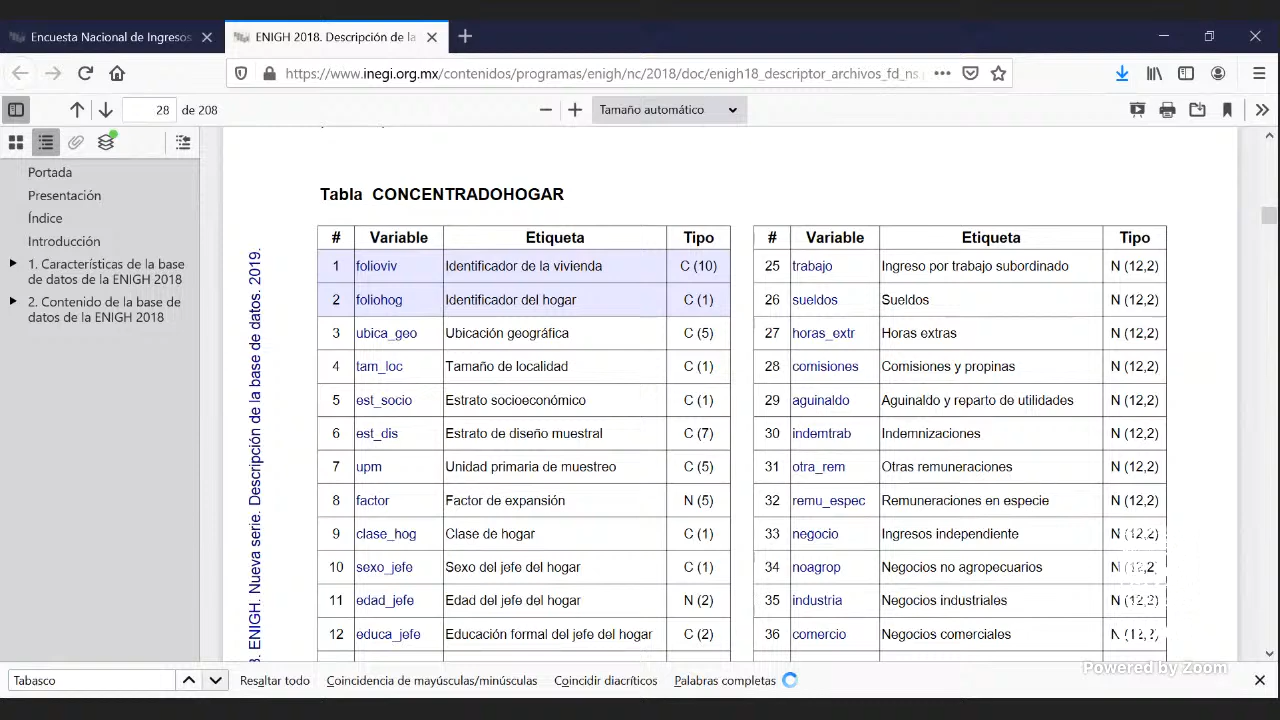 Encuesta Nacional de Ingresos
ENIGH 2018. Descripción de la
https://www.inegi.org.mx/contenidos/programas/enigh/nc/2018/doc/enigh18_descriptor_archivos_fd_ns
28 de 208
Tamaño automático
Portada
Presentación
Índice
Introducción
1. Características de la base
de datos de la ENIGH 2018
2. Contenido de la base de
datos de la ENIGH 2018
ENIGH. Nueva serie. Descripción de la base de datos. 2019.
Tabla CONCENTRADOHOGAR
# Variable Etiqueta Tipo
1 folioviv Identificador de la vivienda C (10)
2 foliohog Identificador del hogar C (1)
3 ubica_geo Ubicación geográfica C (5)
4 tam_loc Tamaño de localidad C (1)
5 est_socio Estrato socioeconómico C (1)
6 est_dis Estrato de diseño muestral C (7)
7 upm Unidad primaria de muestreo C (5)
8 factor Factor de expansión N (5)
9 clase_hog Clase de hogar C (1)
10 sexo_jefe Sexo del jefe del hogar C (1)
11 edad_jefe Edad del jefe del hogar N (2)
12 educa_jefe Educación formal del jefe del hogar C (2)
# Variable Etiqueta Tipo
25 trabajo Ingreso por trabajo subordinado N (12,2)
26 sueldos Sueldos N (12,2)
27 horas_extr Horas extras N (12,2)
28 comisiones Comisiones y propinas N (12,2)
29 aguinaldo Aguinaldo y reparto de utilidades N (12,2)
30 indemtrab Indemnizaciones N (12,2)
31 otra_rem Otras remuneraciones N (12,2)
32 remu_espec Remuneraciones en especie N (12,2)
33 negocio Ingresos independiente N (12,2)
34 noagrop Negocios no agropecuarios N (12,2)
35 industria Negocios industriales N (12,2)
36 comercio Negocios comerciales N (12,2)
Powered by Zoom
Tabasco
Resaltar todo Coincidencia de mayúsculas/minúsculas Coincidir diacríticos Palabras completas